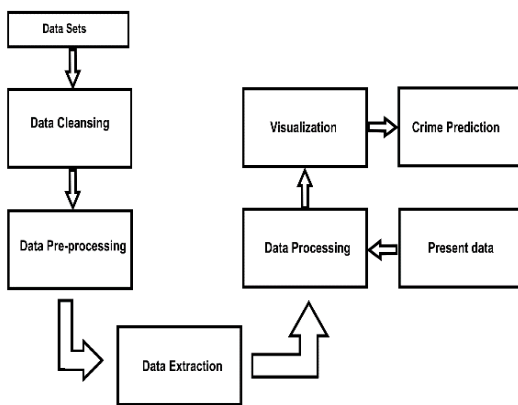 Data Sets
Data Cleansing
Data Pre-processing
Data Extraction
Data Processing
Present data
Visualization
Crime Prediction